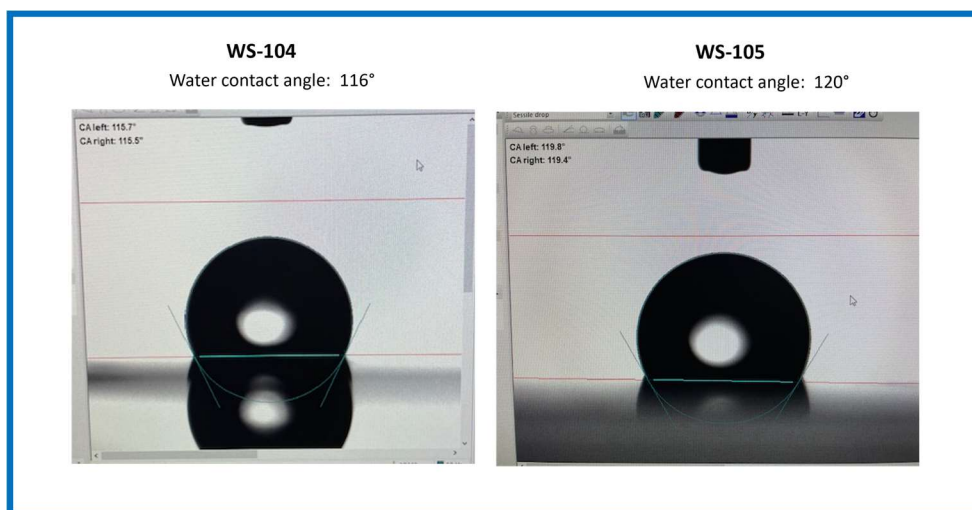 WS-104
Water contact angle: 116°
CA left: 115.7°
CA right: 115.5°
WS-105
Water contact angle: 120°
Sessile drop
L-Y
CA left: 119.8°
CA right: 119.4°